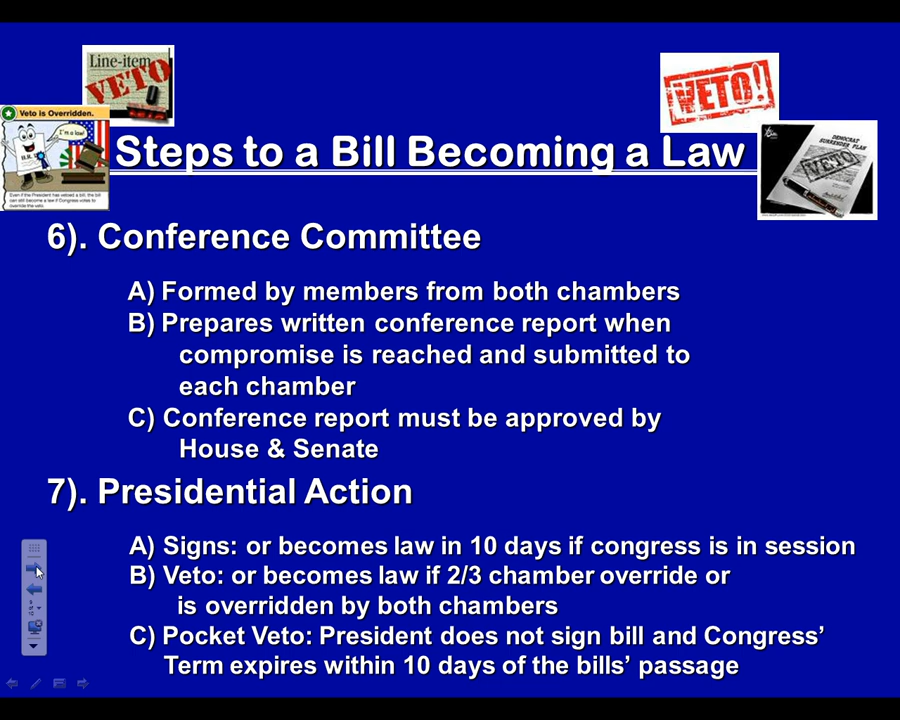 Line-item
VETO
VETO!
Veto is Overridden.
I'm a law!
H.R.
Even if the President has vetoed a bill, the bill
can still become a law if Congress votes to
override the veto.
DEMOCRAT
SURRENDER PLAN
VETO
Steps to a Bill Becoming a Law
6). Conference Committee
A) Formed by members from both chambers
B) Prepares written conference report when
compromise is reached and submitted to
each chamber
C) Conference report must be approved by
House & Senate
7). Presidential Action
A) Signs: or becomes law in 10 days if congress is in session
B) Veto: or becomes law if 2/3 chamber override or
is overridden by both chambers
C) Pocket Veto: President does not sign bill and Congress'
Term expires within 10 days of the bills' passage